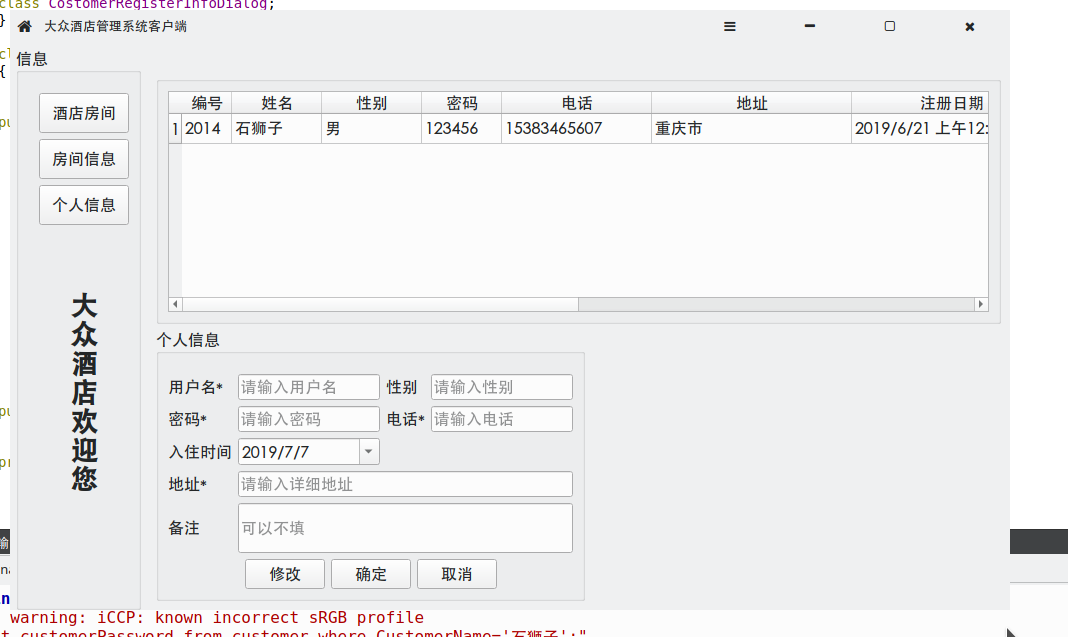 class CostomerRegisterInfoDialog;
}
大众酒店管理系统客户端
信息
{
酒店房间
房间信息
个人信息
大众酒店欢迎您
编号 姓名 性别 密码 电话 地址 注册日期
1 2014 石狮子 男 123456 15383465607 重庆市 2019/6/21 上午12:
个人信息
用户名* 请输入用户名 性别 请输入性别
密码* 请输入密码 电话* 请输入电话
入住时间 2019/7/7
地址* 请输入详细地址
备注 可以不填
修改 确定 取消
warning: iCCP: known incorrect sRGB profile
t customerPassword from customer where CustomerName='石狮子';"